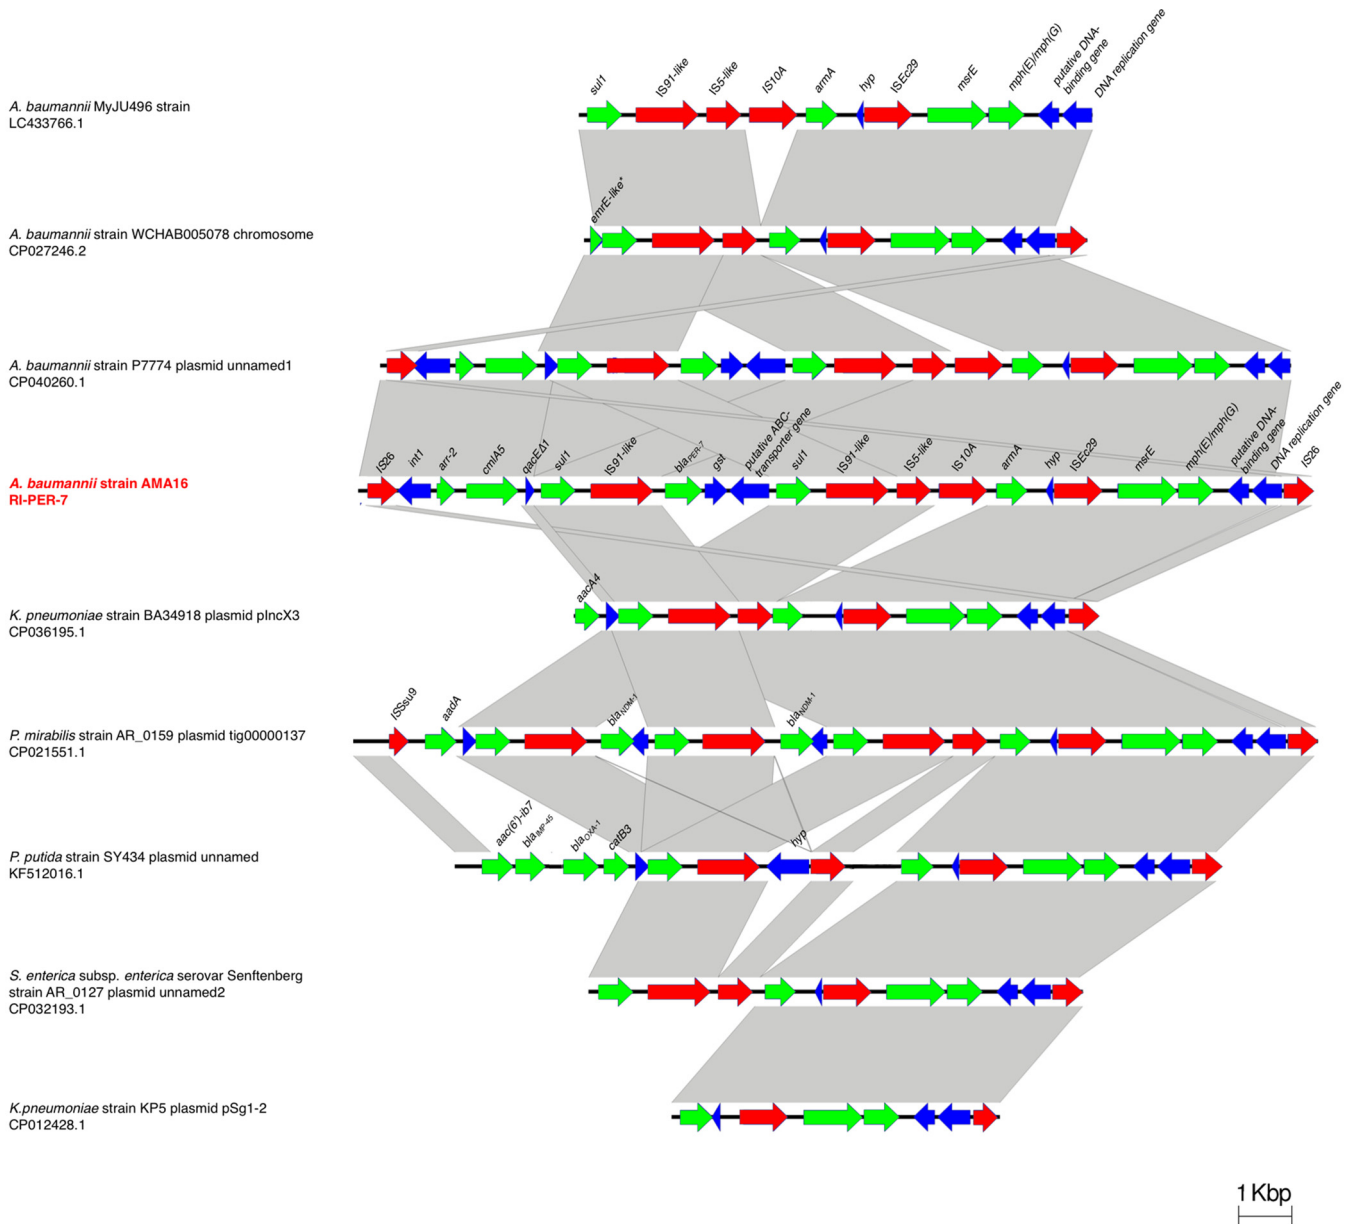 sul1
IS91-like
IS5-like
IS10A
armA
hyp
ISEc29
msrE
mph(E)/mph(G)
putative DNA-
binding gene
DNA replication gene
A. baumannii MyJU496 strain
LC433766.1
emrE-like*
A. baumannii strain WCHAB005078 chromosome
CP027246.2
A. baumannii strain P7774 plasmid unnamed1
CP040260.1
IS26
int1
arr-2
cmlA5
qacEΔ1
sul1
IS91-like
blaPER-7
gst
putative ABC-
transporter gene
sul1
IS91-like
IS5-like
IS10A
armA
hyp
ISEc29
msrE
mph(E)/mph(G)
putative DNA-
binding gene
DNA replication gene
IS26
A. baumannii strain AMA16
RI-PER-7
aacA4
K. pneumoniae strain BA34918 plasmid pIncX3
CP036195.1
ISSsu9
aadA
blaNDM-1
blaNDM-1
P. mirabilis strain AR_0159 plasmid tig00000137
CP021551.1
aac(6')-ib7
blaIMP-45
blaOXA-1
catB3
hyp
P. putida strain SY434 plasmid unnamed
KF512016.1
S. enterica subsp. enterica serovar Senftenberg
strain AR_0127 plasmid unnamed2
CP032193.1
K.pneumoniae strain KP5 plasmid pSg1-2
CP012428.1
1 Kbp